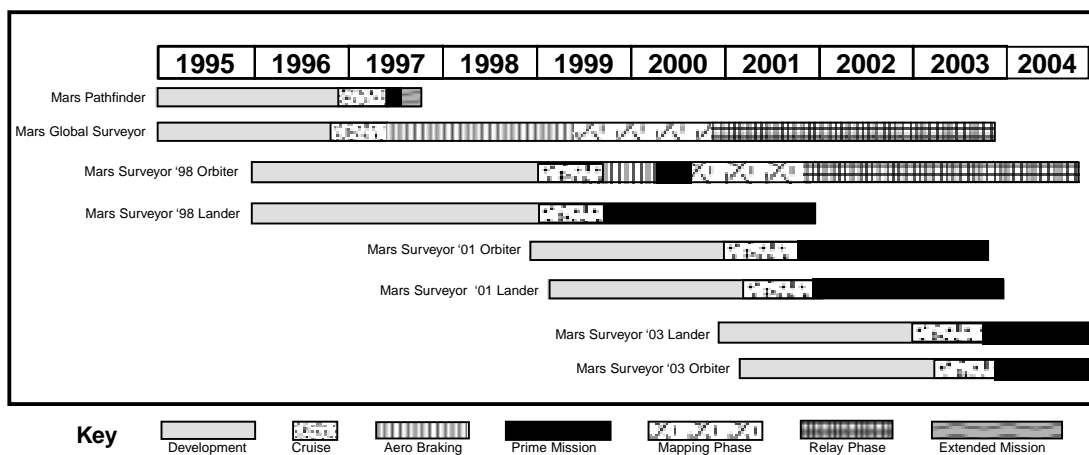 1995 1996 1997 1998 1999 2000 2001 2002 2003 2004
Mars Pathfinder
Mars Global Surveyor
Mars Surveyor ‘98 Orbiter
Mars Surveyor ‘98 Lander
Mars Surveyor ‘01 Orbiter
Mars Surveyor ‘01 Lander
Mars Surveyor ‘03 Lander
Mars Surveyor ‘03 Orbiter
Key
Development Cruise Aero Braking Prime Mission Mapping Phase Relay Phase Extended Mission